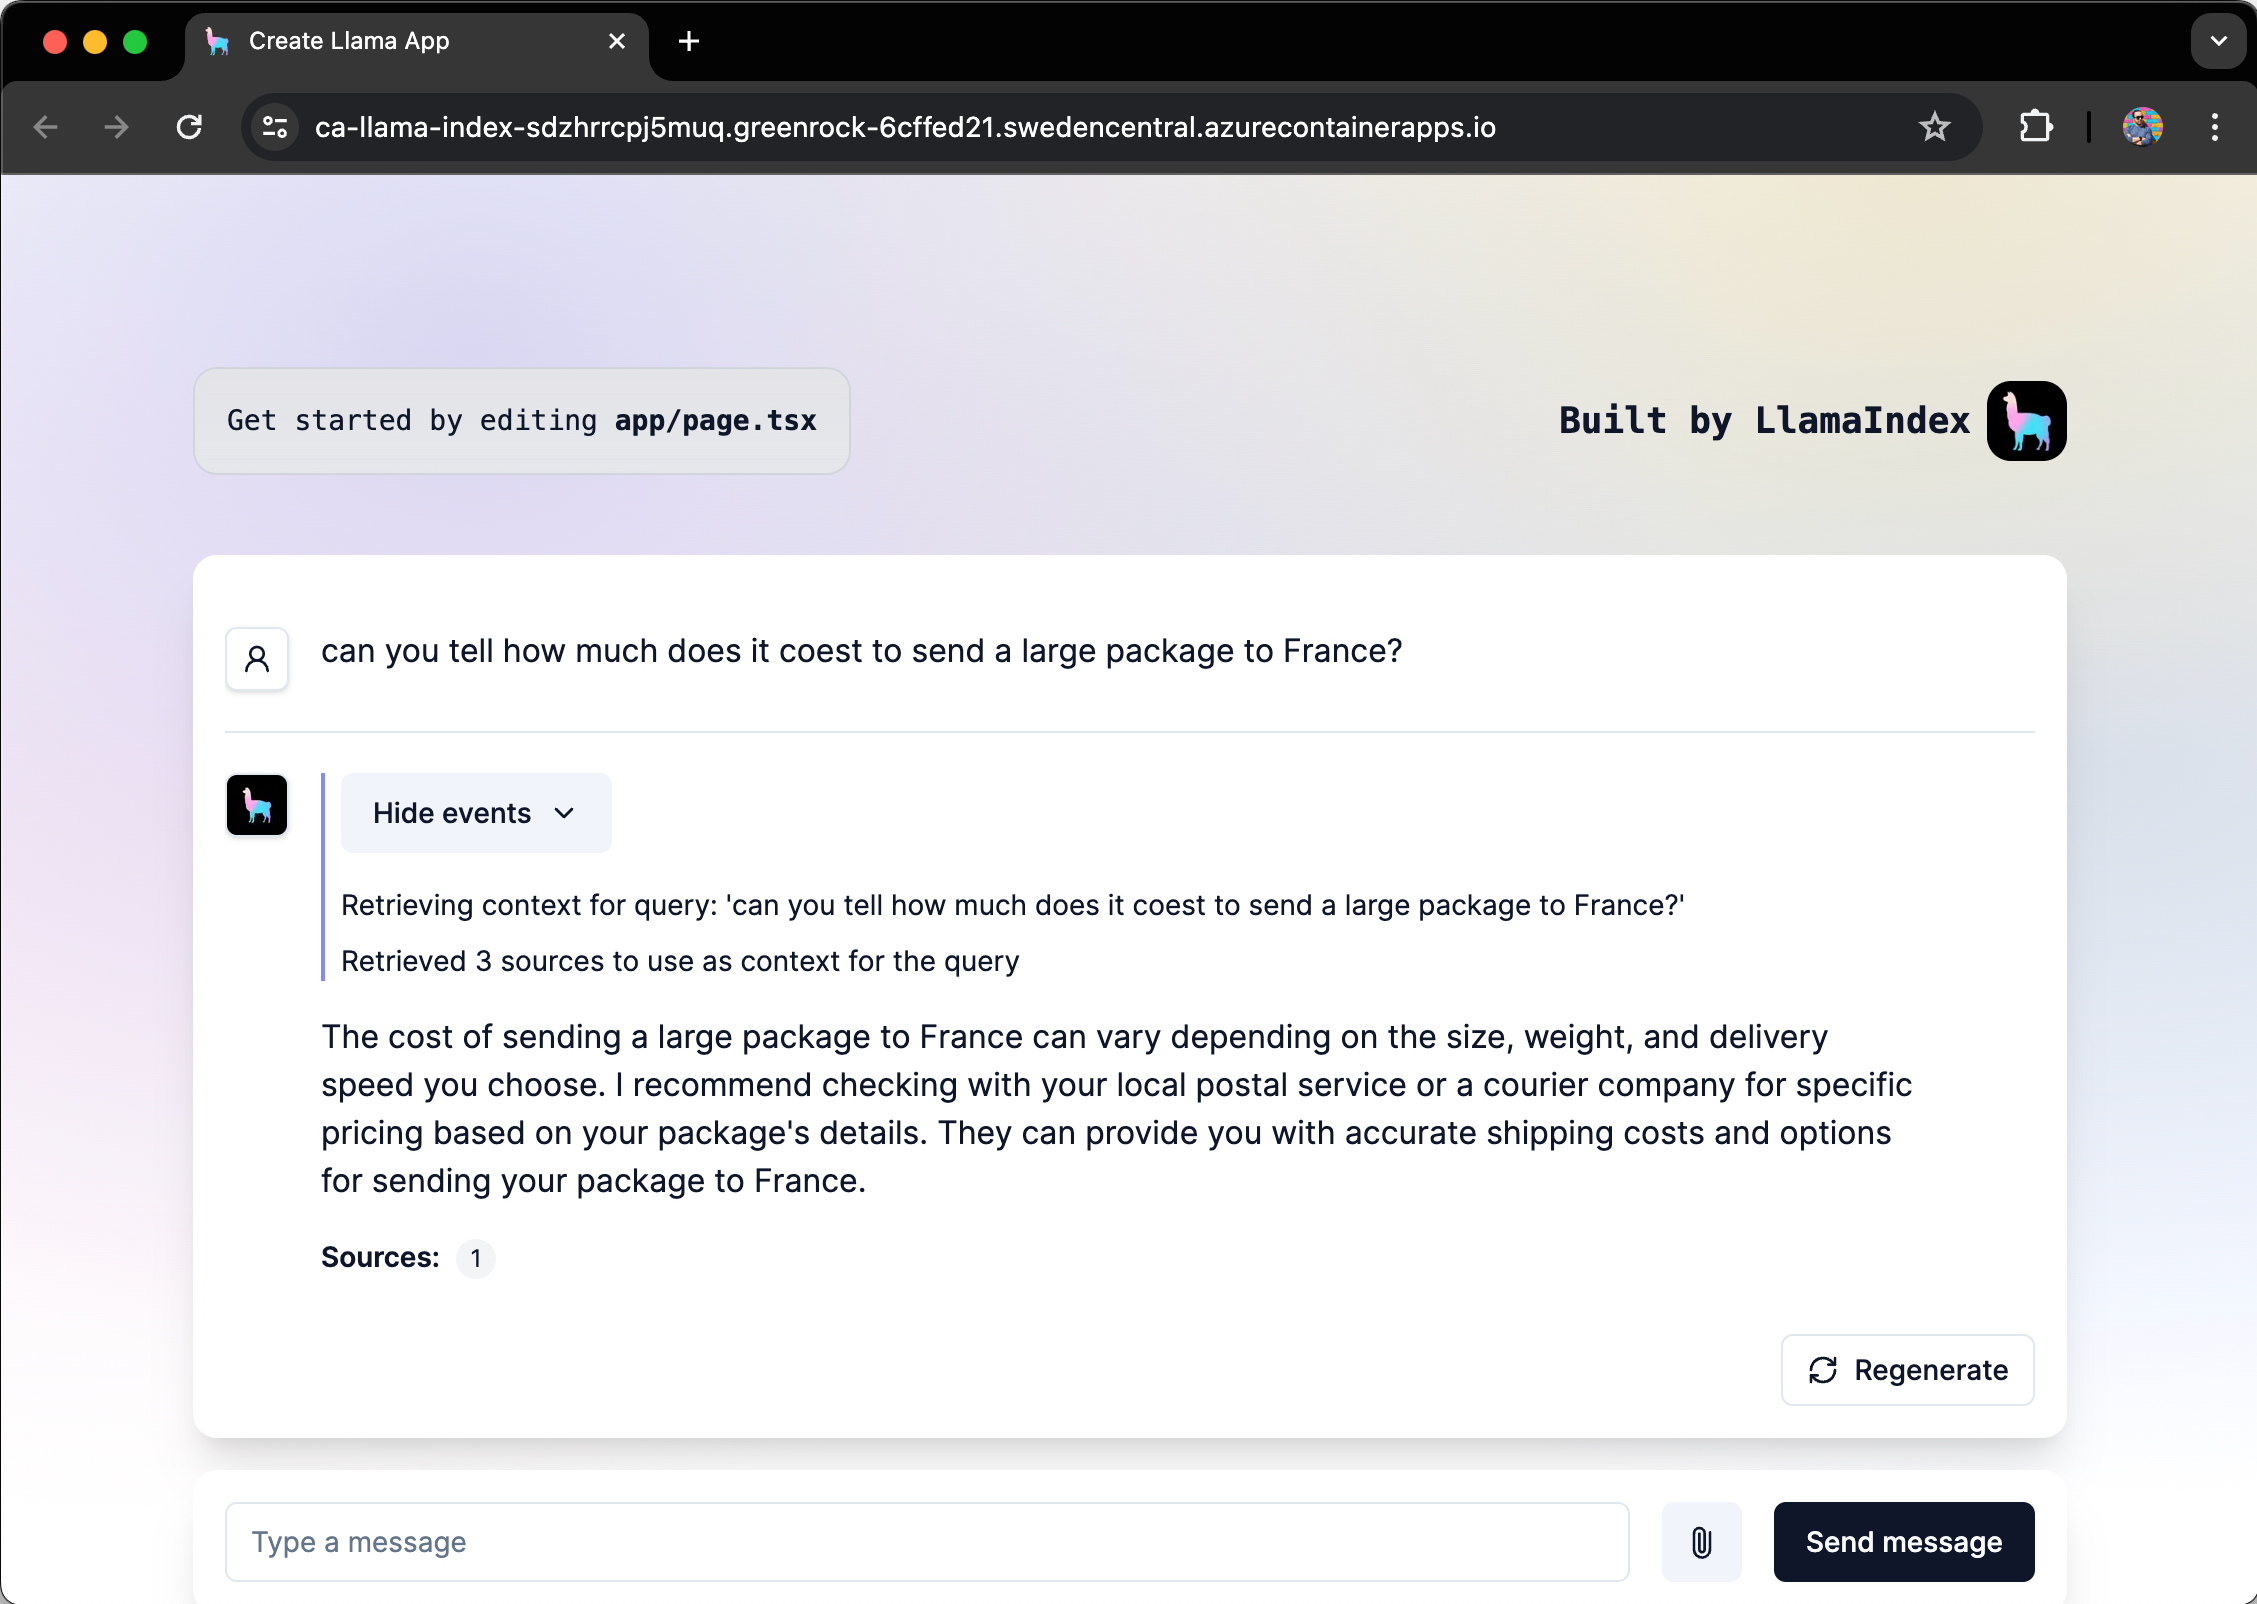 Create Llama App
ca-llama-index-sdzhrrcpj5muq.greenrock-6cffed21.swedencentral.azurecontainerapps.io
Get started by editing app/page.tsx
Built by LlamaIndex
can you tell how much does it coest to send a large package to France?
Hide events
Retrieving context for query: 'can you tell how much does it coest to send a large package to France?'
Retrieved 3 sources to use as context for the query
The cost of sending a large package to France can vary depending on the size, weight, and delivery
speed you choose. I recommend checking with your local postal service or a courier company for specific
pricing based on your package's details. They can provide you with accurate shipping costs and options
for sending your package to France.
Sources: 1
Regenerate
Type a message
Send message